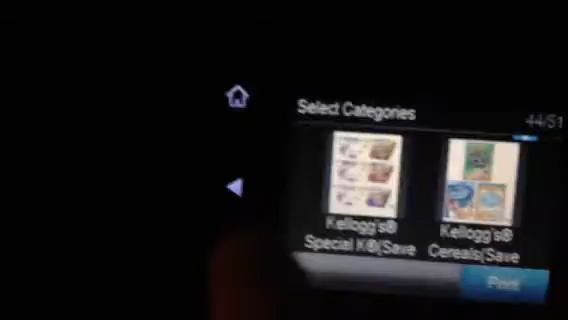 Select Categories
44/51
Kellogg's®
Special K®(Save
Kellogg's®
Cereals(Save
Print